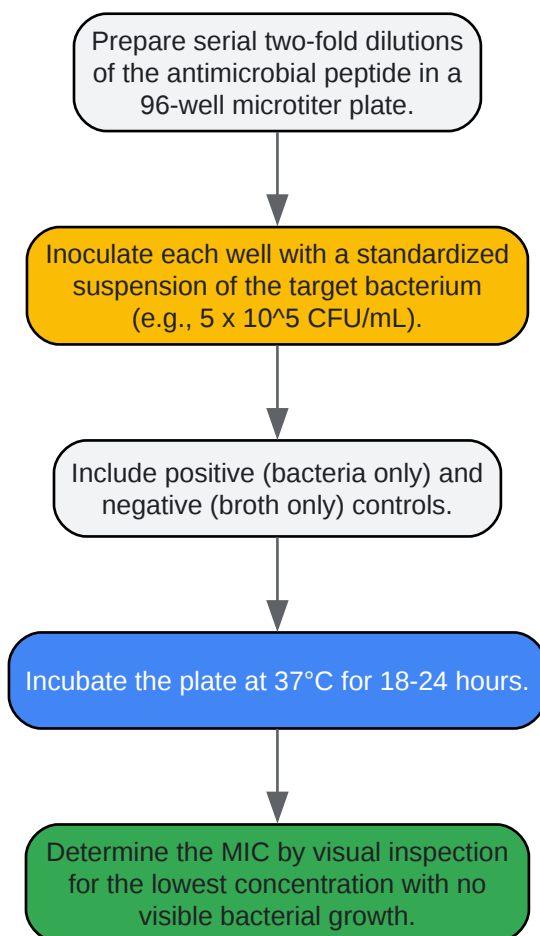 Prepare serial two-fold dilutions
of the antimicrobial peptide in a
96-well microtiter plate.
Inoculate each well with a standardized
suspension of the target bacterium
(e.g., 5 x 10^5 CFU/mL).
Include positive (bacteria only) and
negative (broth only) controls.
Incubate the plate at 37°C for 18-24 hours.
Determine the MIC by visual inspection
for the lowest concentration with no
visible bacterial growth.